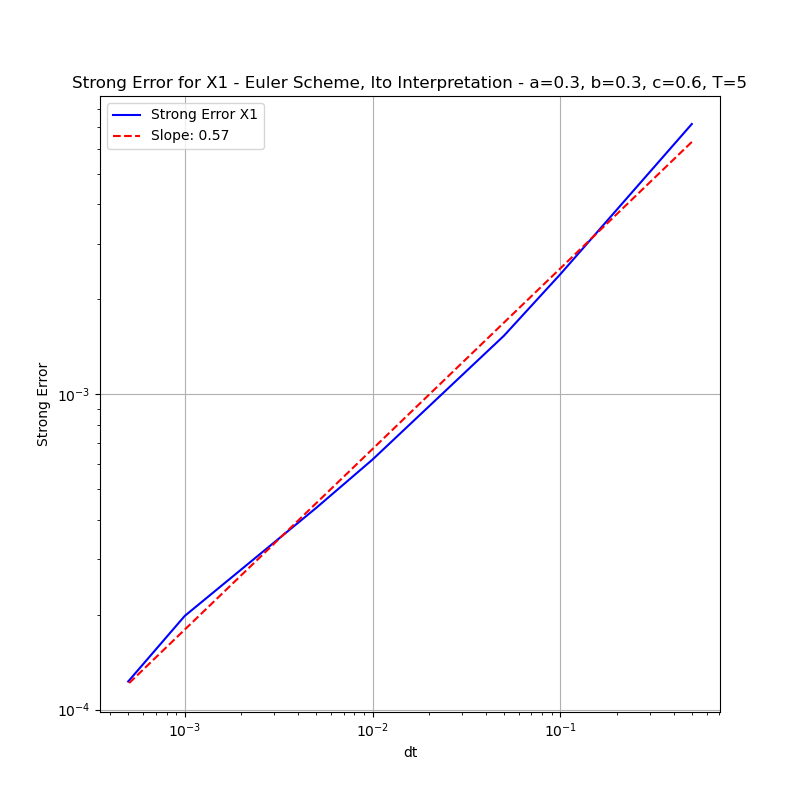 Strong Error for X1 - Euler Scheme, Ito Interpretation - a=0.3, b=0.3, c=0.6, T=5
Strong Error X1
Slope: 0.57
Strong Error
10⁻³
10⁻⁴
10⁻³ 10⁻² 10⁻¹
dt